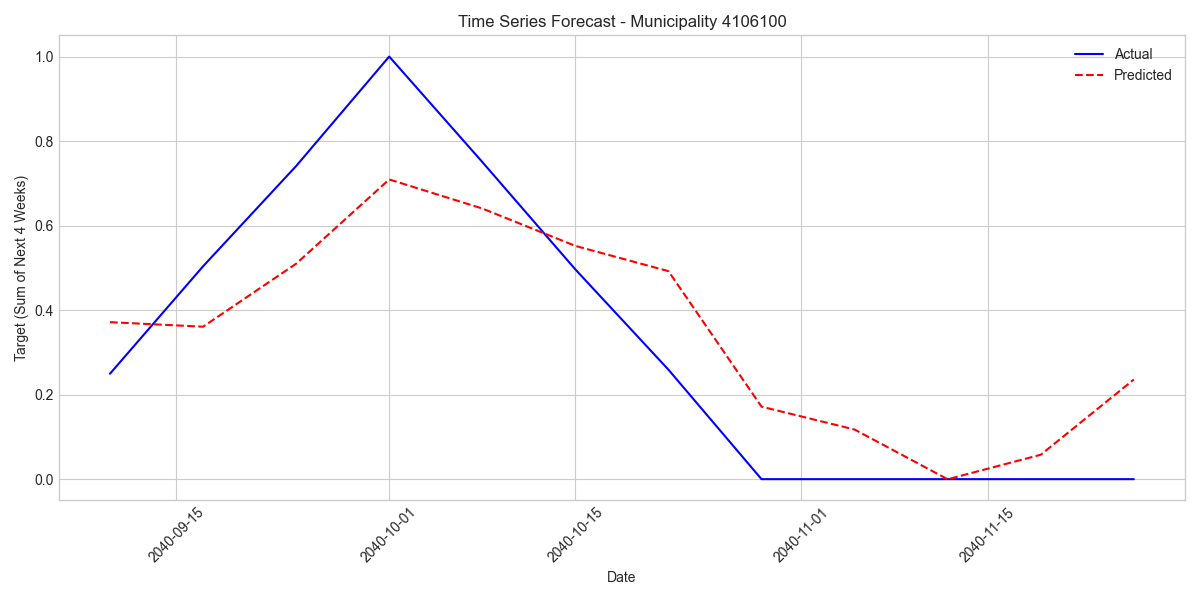 Time Series Forecast - Municipality 4106100
Actual
Predicted
Target (Sum of Next 4 Weeks)
1.0
0.8
0.6
0.4
0.2
0.0
2040-09-15
2040-10-01
2040-10-15
2040-11-01
2040-11-15
Date